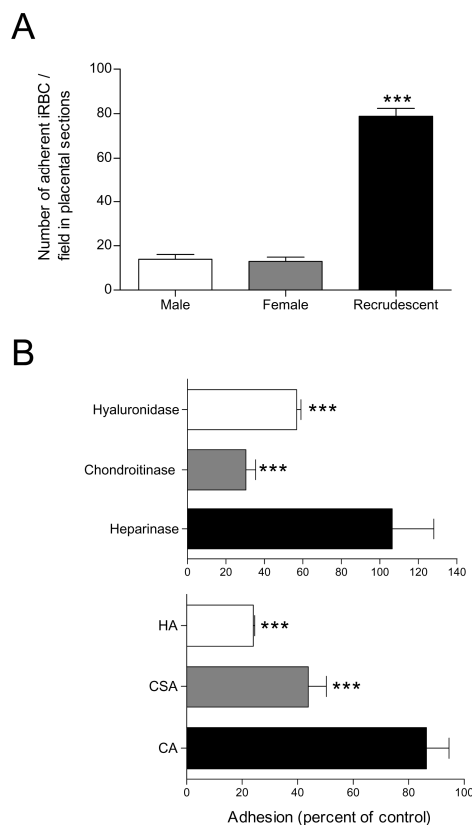 A
Number of adherent iRBC /
field in placental sections
100
80
60
40
20
0
***
Male Female Recrudescent
B
Hyaluronidase ***
Chondroitinase ***
Heparinase
0 20 40 60 80 100 120 140
HA ***
CSA ***
CA
0 20 40 60 80 100
Adhesion (percent of control)